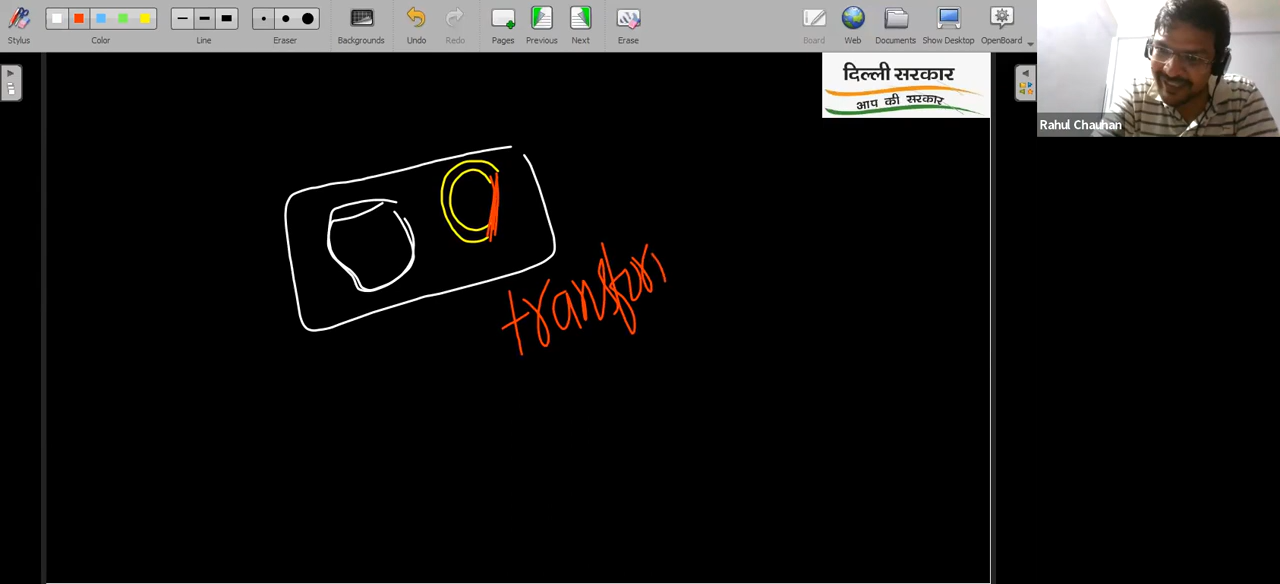 Stylus
Color
Line
Eraser
Backgrounds
Undo
Redo
Pages
Previous
Next
Erase
Board
Web
Documents
Show Desktop
OpenBoard
दिल्ली सरकार
आप की सरकार
Rahul Chauhan